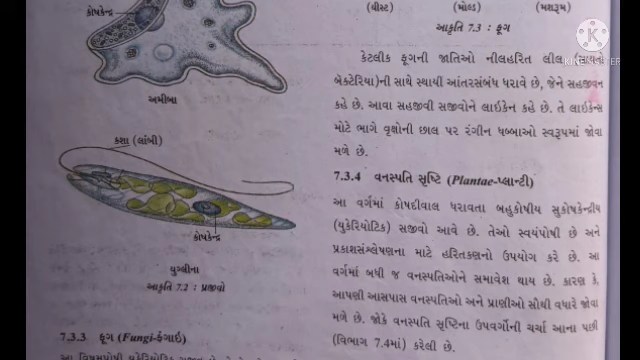 કોષકેન્દ્ર
અમીબા
કશા (લાંબી)
કોષકેન્દ્ર
યુગ્લીના
આકૃતિ 7.2 : પ્રજીવો
7.3.3 ફૂગ (Fungi-ફંગાઇ)
(યીસ્ટ) (મોલ્ડ) (મશરૂમ)
આકૃતિ 7.3 : ફૂગ
કેટલીક ફૂગની જાતિઓ નીલહરિત લીલ
બેક્ટેરિયા)ની સાથે સ્થાયી આંતરસંબંધ ધરાવે છે, જેને સહજીવન
કહે છે. આવા સહજીવી સજીવોને લાઇકેન કહે છે. તે લાઇકેન્સ
મોટે ભાગે વૃક્ષોની છાલ પર રંગીન ધબ્બાઓ સ્વરૂપમાં જોવા
મળે છે.
7.3.4 વનસ્પતિ સૃષ્ટિ (Plantae-પ્લાન્ટી)
આ વર્ગમાં કોષદીવાલ ધરાવતા બહુકોષીય સુકોષકેન્દ્રીય
(યુકેરિયોટિક) સજીવો આવે છે. તેઓ સ્વયંપોષી છે અને
પ્રકાશસંશ્લેષણના માટે હરિતકણનો ઉપયોગ કરે છે. આ
વર્ગમાં બધી જ વનસ્પતિઓને સમાવેશ થાય છે. કારણ કે,
આપણી આસપાસ વનસ્પતિઓ અને પ્રાણીઓ સૌથી વધારે જોવા
મળે છે. જોકે વનસ્પતિ સૃષ્ટિના ઉપવર્ગોની ચર્ચા આના પછી
(વિભાગ 7.4માં) કરેલી છે.